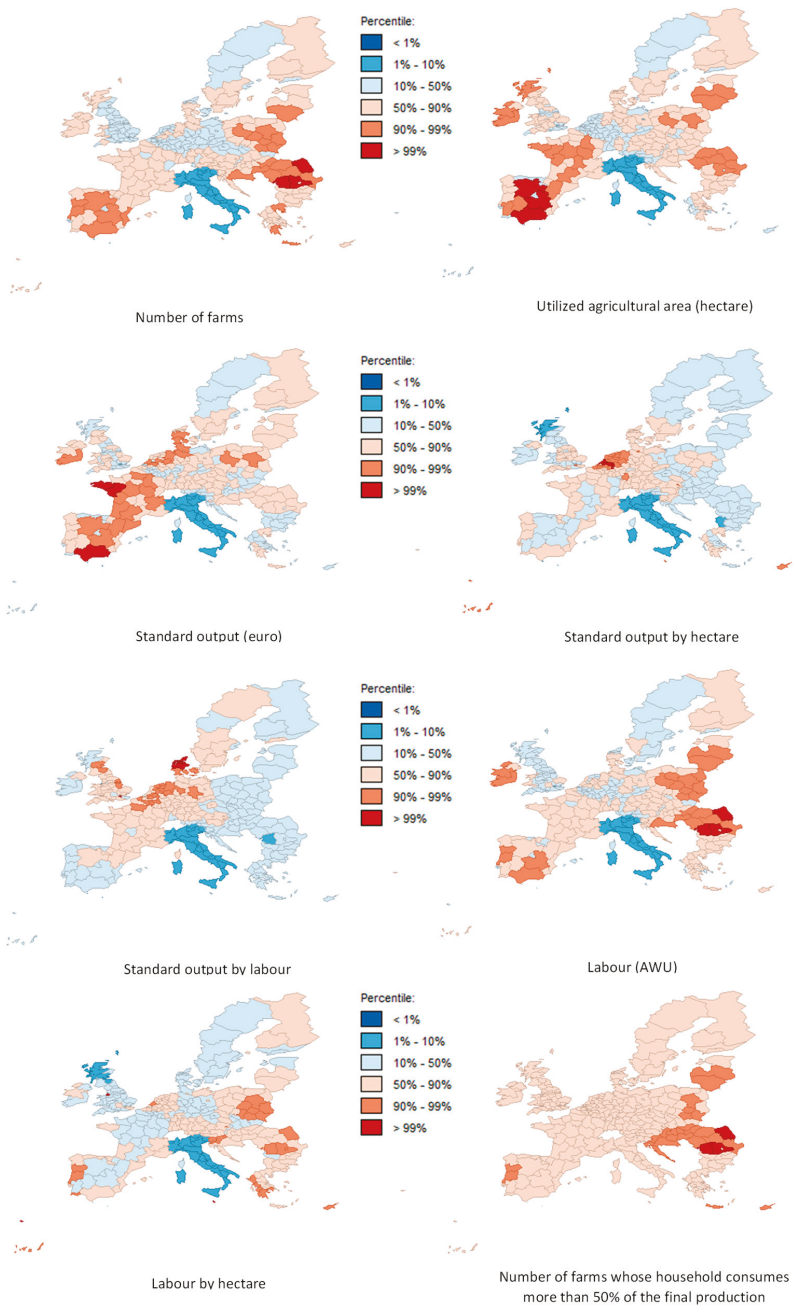 Percentile:
< 1%
1% - 10%
10% - 50%
50% - 90%
90% - 99%
> 99%
Number of farms
Utilized agricultural area (hectare)
Percentile:
< 1%
1% - 10%
10% - 50%
50% - 90%
90% - 99%
> 99%
Standard output (euro)
Standard output by hectare
Percentile:
< 1%
1% - 10%
10% - 50%
50% - 90%
90% - 99%
> 99%
Standard output by labour
Labour (AWU)
Percentile:
< 1%
1% - 10%
10% - 50%
50% - 90%
90% - 99%
> 99%
Labour by hectare
Number of farms whose household consumes
more than 50% of the final production